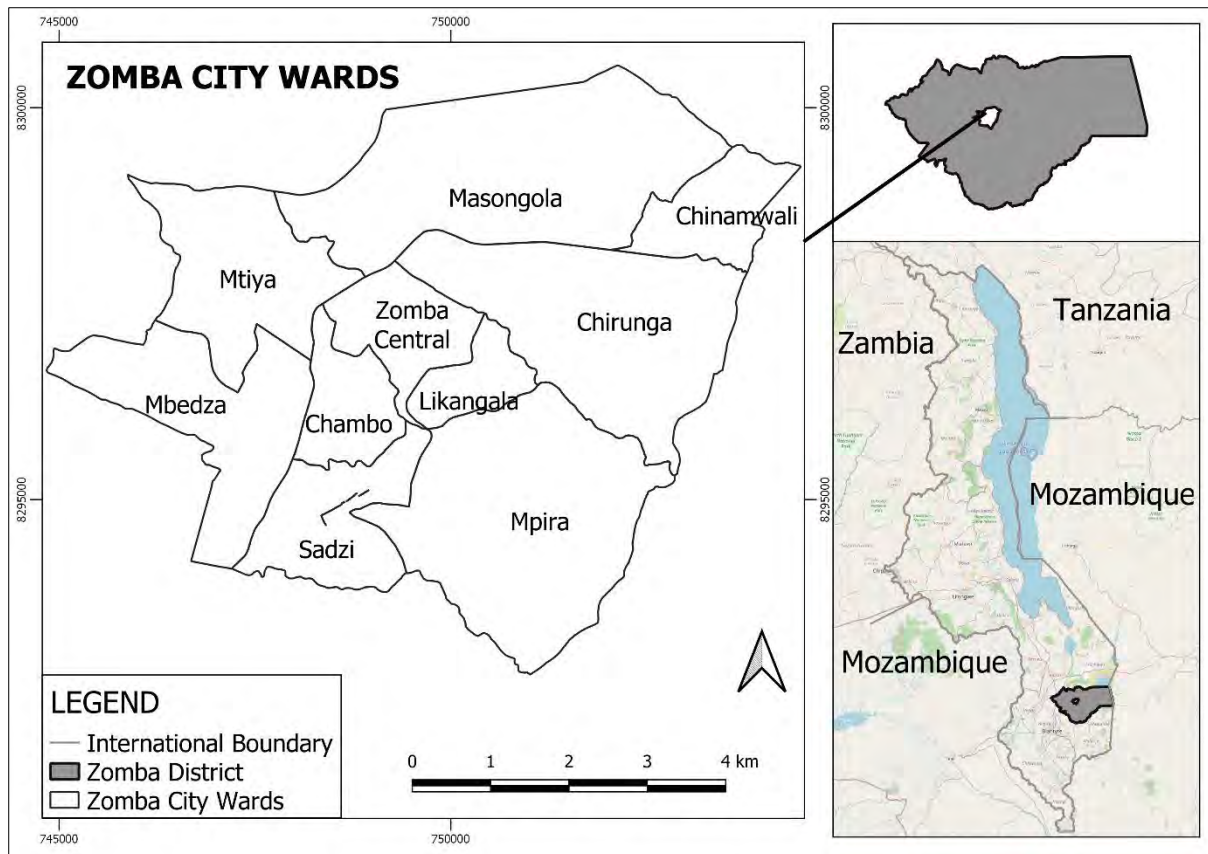 745000
750000
ZOMBA CITY WARDS
8300000
8300000
Masongola
Chinamwali
Mtiya
Zomba
Central
Chirunga
Mbedza
Likangala
Chambo
8295000
8295000
Mpira
Sadzi
LEGEND
International Boundary
Zomba District
Zomba City Wards
0 1 2 3 4 km
745000
750000
Tanzania
Zambia
Mozambique
Mozambique